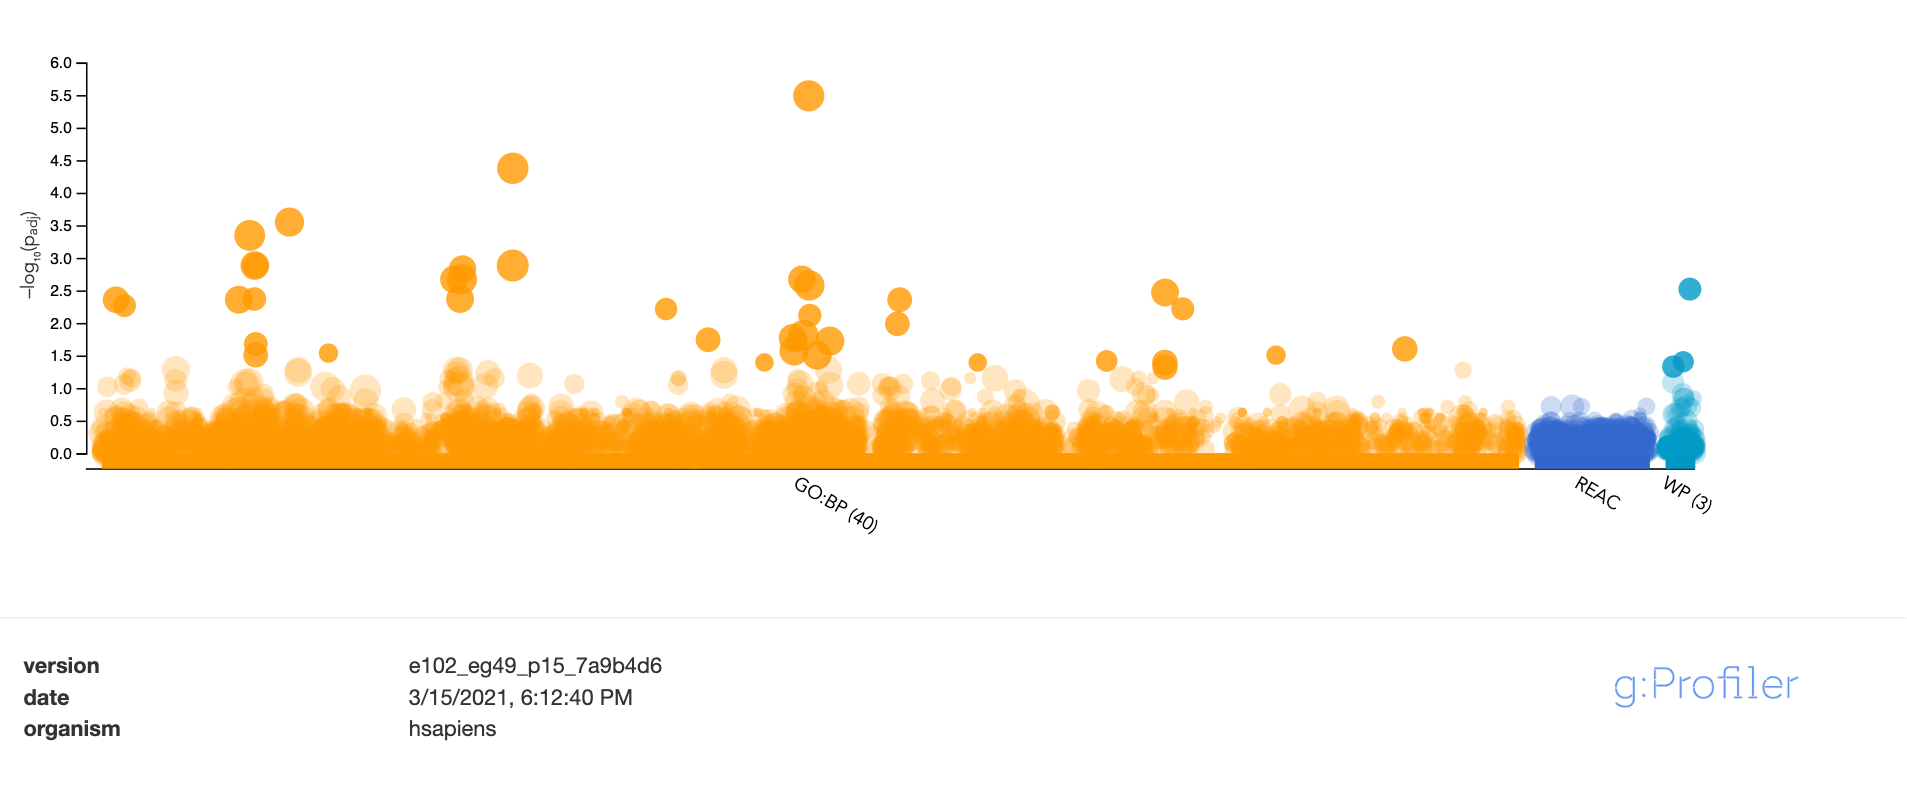 6.0
5.5
5.0
4.5
4.0
3.5
3.0
2.5
2.0
1.5
1.0
0.5
0.0
−log₁₀(padj)
GO:BP (40)
REAC
WP (3)
version e102_eg49_p15_7a9b4d6
date 3/15/2021, 6:12:40 PM
organism hsapiens
g:Profiler